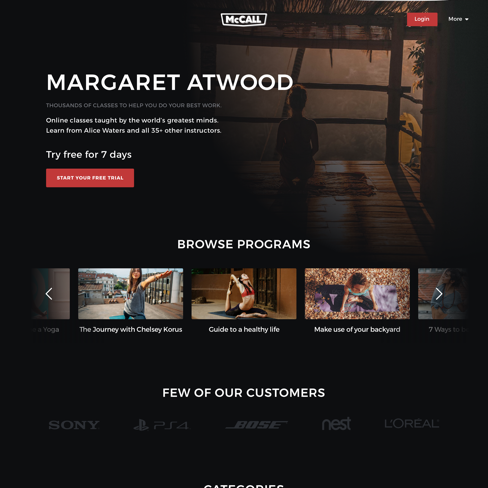 McCALL
Login
More
MARGARET ATWOOD
THOUSANDS OF CLASSES TO HELP YOU DO YOUR BEST WORK.
Online classes taught by the world's greatest minds.
Learn from Alice Waters and all 35+ other instructors.
Try free for 7 days
START YOUR FREE TRIAL
BROWSE PROGRAMS
a Yoga
The Journey with Chelsey Korus
Guide to a healthy life
Make use of your backyard
7 Ways to
FEW OF OUR CUSTOMERS
SONY
PS4
BOSE
nest
L'ORÉAL
CATEGORIES